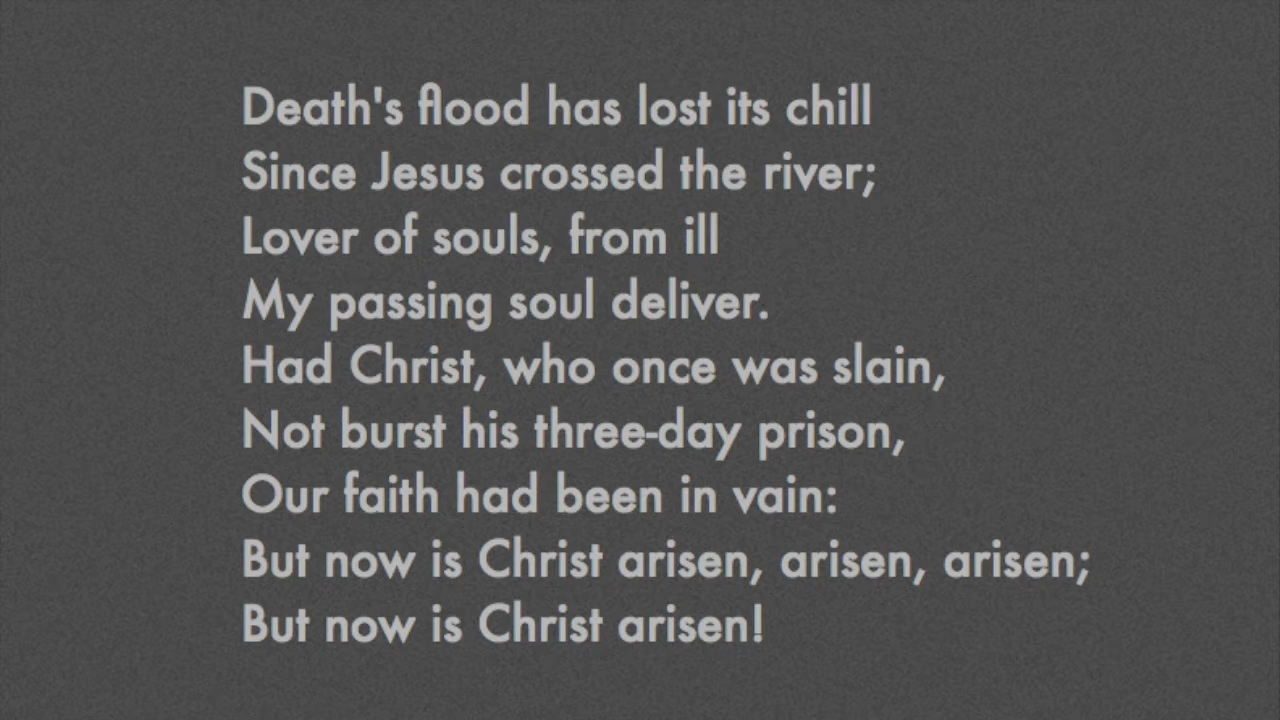 Death's flood has lost its chill
Since Jesus crossed the river;
Lover of souls, from ill
My passing soul deliver.
Had Christ, who once was slain,
Not burst his three-day prison,
Our faith had been in vain:
But now is Christ arisen, arisen, arisen;
But now is Christ arisen!